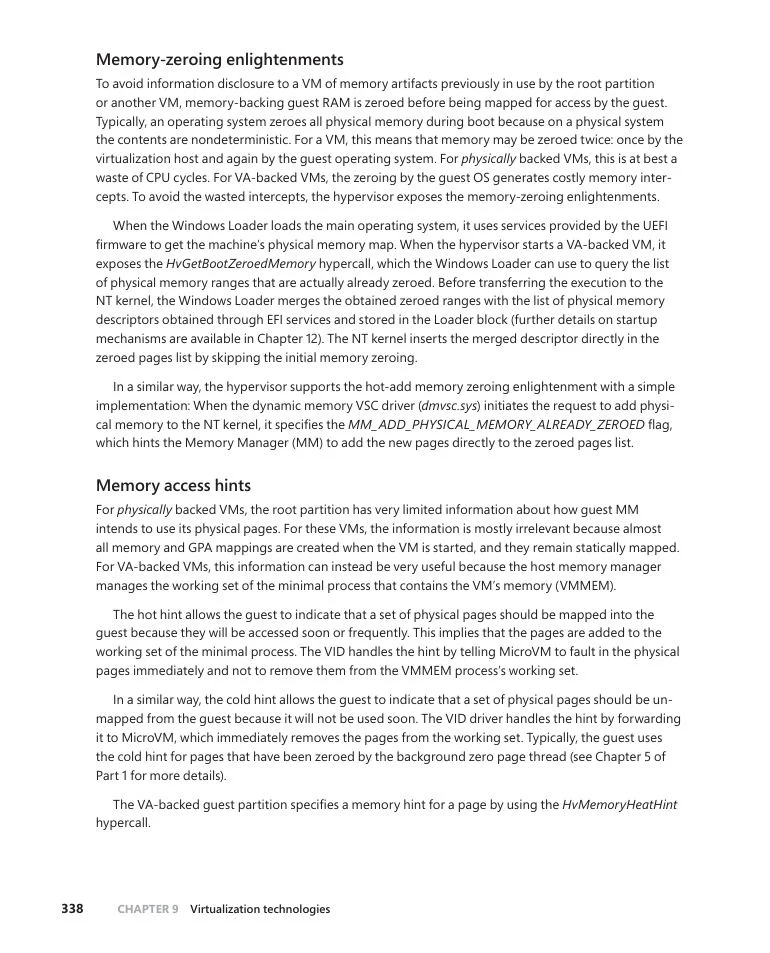 Memory-zeroing enlightenments
To avoid information disclosure to a VM of memory artifacts previously in use by the root partition
or another VM, memory-backing guest RAM is zeroed before being mapped for access by the guest.
Typically, an operating system zeroes all physical memory during boot because on a physical system
the contents are nondeterministic. For a VM, this means that memory may be zeroed twice: once by the
virtualization host and again by the guest operating system. For physically backed VMs, this is at best a
waste of CPU cycles. For VA-backed VMs, the zeroing by the guest OS generates costly memory inter-
cepts. To avoid the wasted intercepts, the hypervisor exposes the memory-zeroing enlightenments.
When the Windows Loader loads the main operating system, it uses services provided by the UEFI
firmware to get the machine's physical memory map. When the hypervisor starts a VA-backed VM, it
exposes the HvGetBootZeroedMemory hypercall, which the Windows Loader can use to query the list
of physical memory ranges that are actually already zeroed. Before transferring the execution to the
NT kernel, the Windows Loader merges the obtained zeroed ranges with the list of physical memory
descriptors obtained through EFI services and stored in the Loader block (further details on startup
mechanisms are available in Chapter 12). The NT kernel inserts the merged descriptor directly in the
zeroed pages list by skipping the initial memory zeroing.
In a similar way, the hypervisor supports the hot-add memory zeroing enlightenment with a simple
implementation: When the dynamic memory VSC driver (dmvsc.sys) initiates the request to add physi-
cal memory to the NT kernel, it specifies the MM_ADD_PHYSICAL_MEMORY_ALREADY_ZEROED flag,
which hints the Memory Manager (MM) to add the new pages directly to the zeroed pages list.
Memory access hints
For physically backed VMs, the root partition has very limited information about how guest MM
intends to use its physical pages. For these VMs, the information is mostly irrelevant because almost
all memory and GPA mappings are created when the VM is started, and they remain statically mapped.
For VA-backed VMs, this information can instead be very useful because the host memory manager
manages the working set of the minimal process that contains the VM's memory (VMMEM).
The hot hint allows the guest to indicate that a set of physical pages should be mapped into the
guest because they will be accessed soon or frequently. This implies that the pages are added to the
working set of the minimal process. The VID handles the hint by telling MicroVM to fault in the physical
pages immediately and not to remove them from the VMMEM process's working set.
In a similar way, the cold hint allows the guest to indicate that a set of physical pages should be un-
mapped from the guest because it will not be used soon. The VID driver handles the hint by forwarding
it to MicroVM, which immediately removes the pages from the working set. Typically, the guest uses
the cold hint for pages that have been zeroed by the background zero page thread (see Chapter 5 of
Part 1 for more details).
The VA-backed guest partition specifies a memory hint for a page by using the HvMemoryHeatHint
hypercall.
338 CHAPTER 9 Virtualization technologies